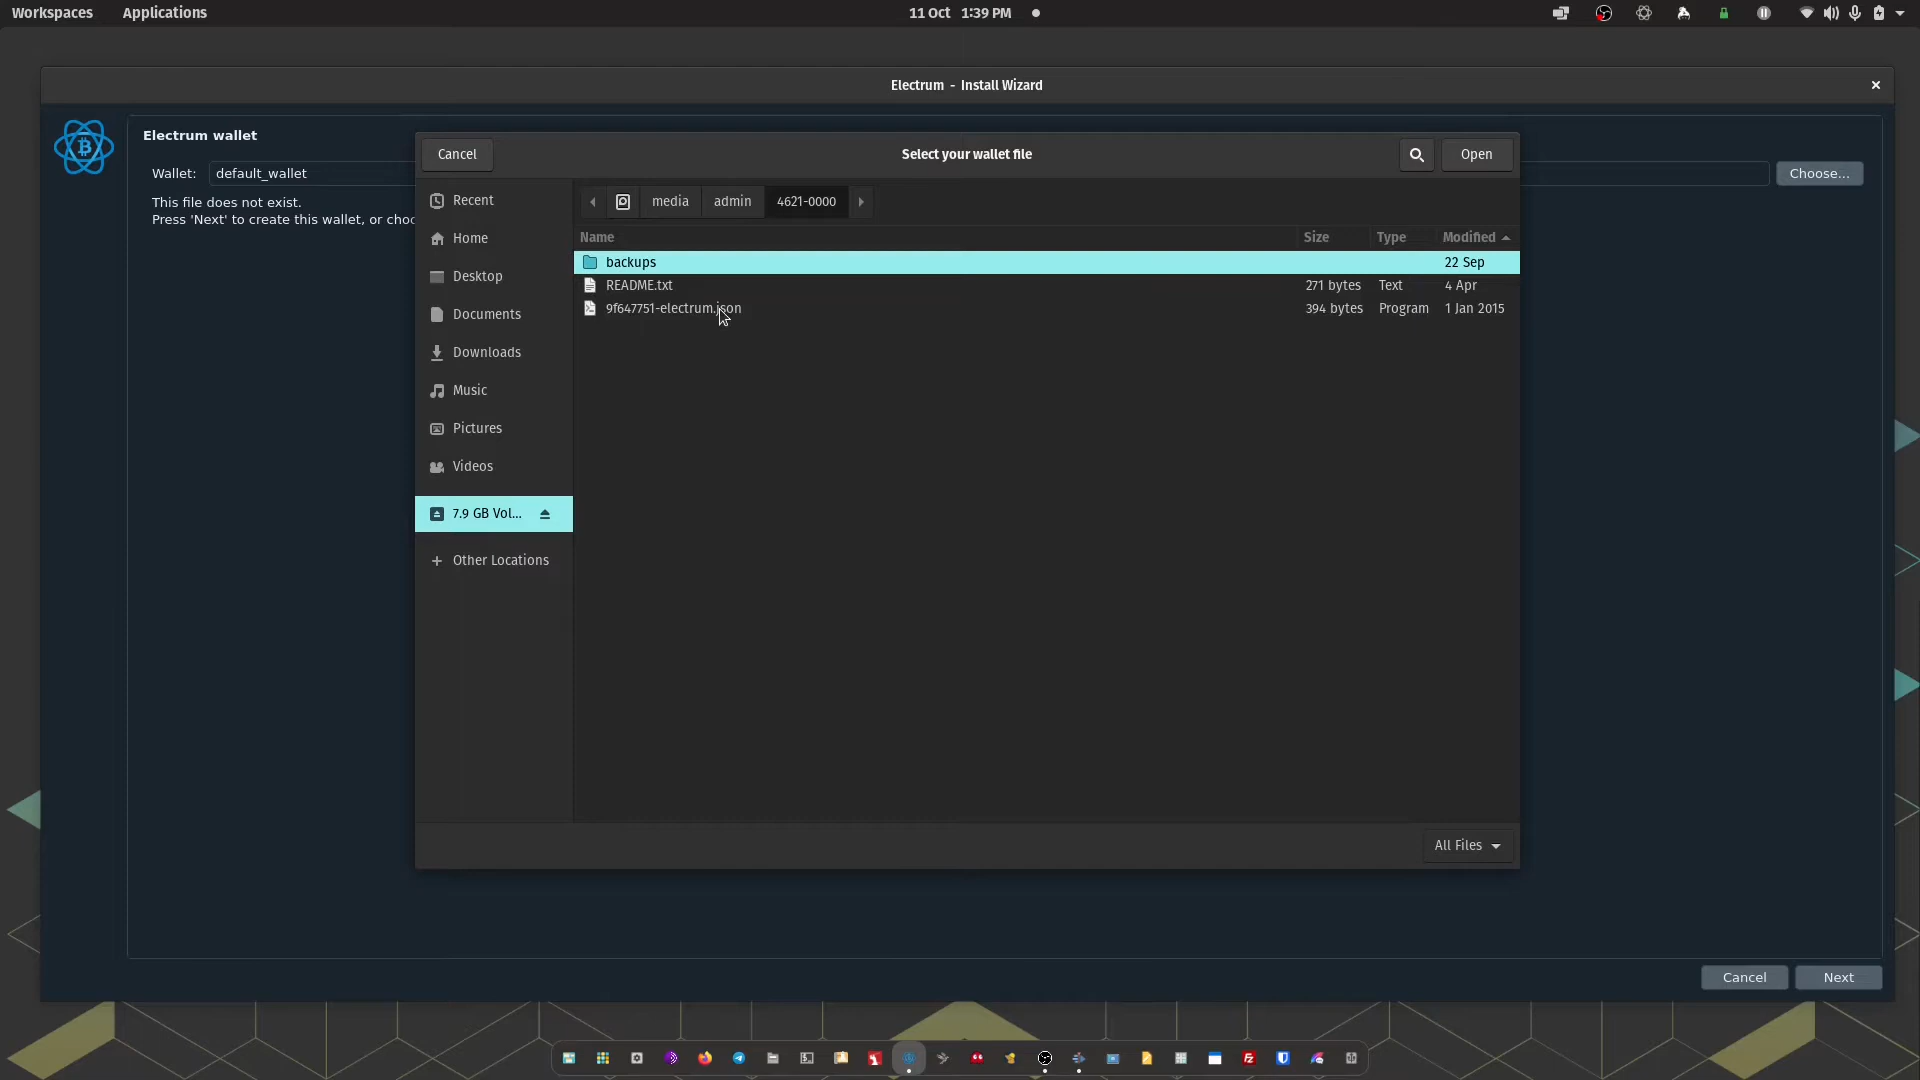 Workspaces Applications 11 Oct 1:39 PM
Electrum - Install Wizard
Electrum wallet
Wallet: default_wallet Choose...
This file does not exist.
Press 'Next' to create this wallet, or choo
Cancel Select your wallet file Open
Recent
Home
Desktop
Documents
Downloads
Music
Pictures
Videos
7.9 GB Vol...
Other Locations
media admin 4621-0000
Name Size Type Modified
backups 22 Sep
README.txt 271 bytes Text 4 Apr
9f647751-electrum.json 394 bytes Program 1 Jan 2015
All Files
Cancel Next